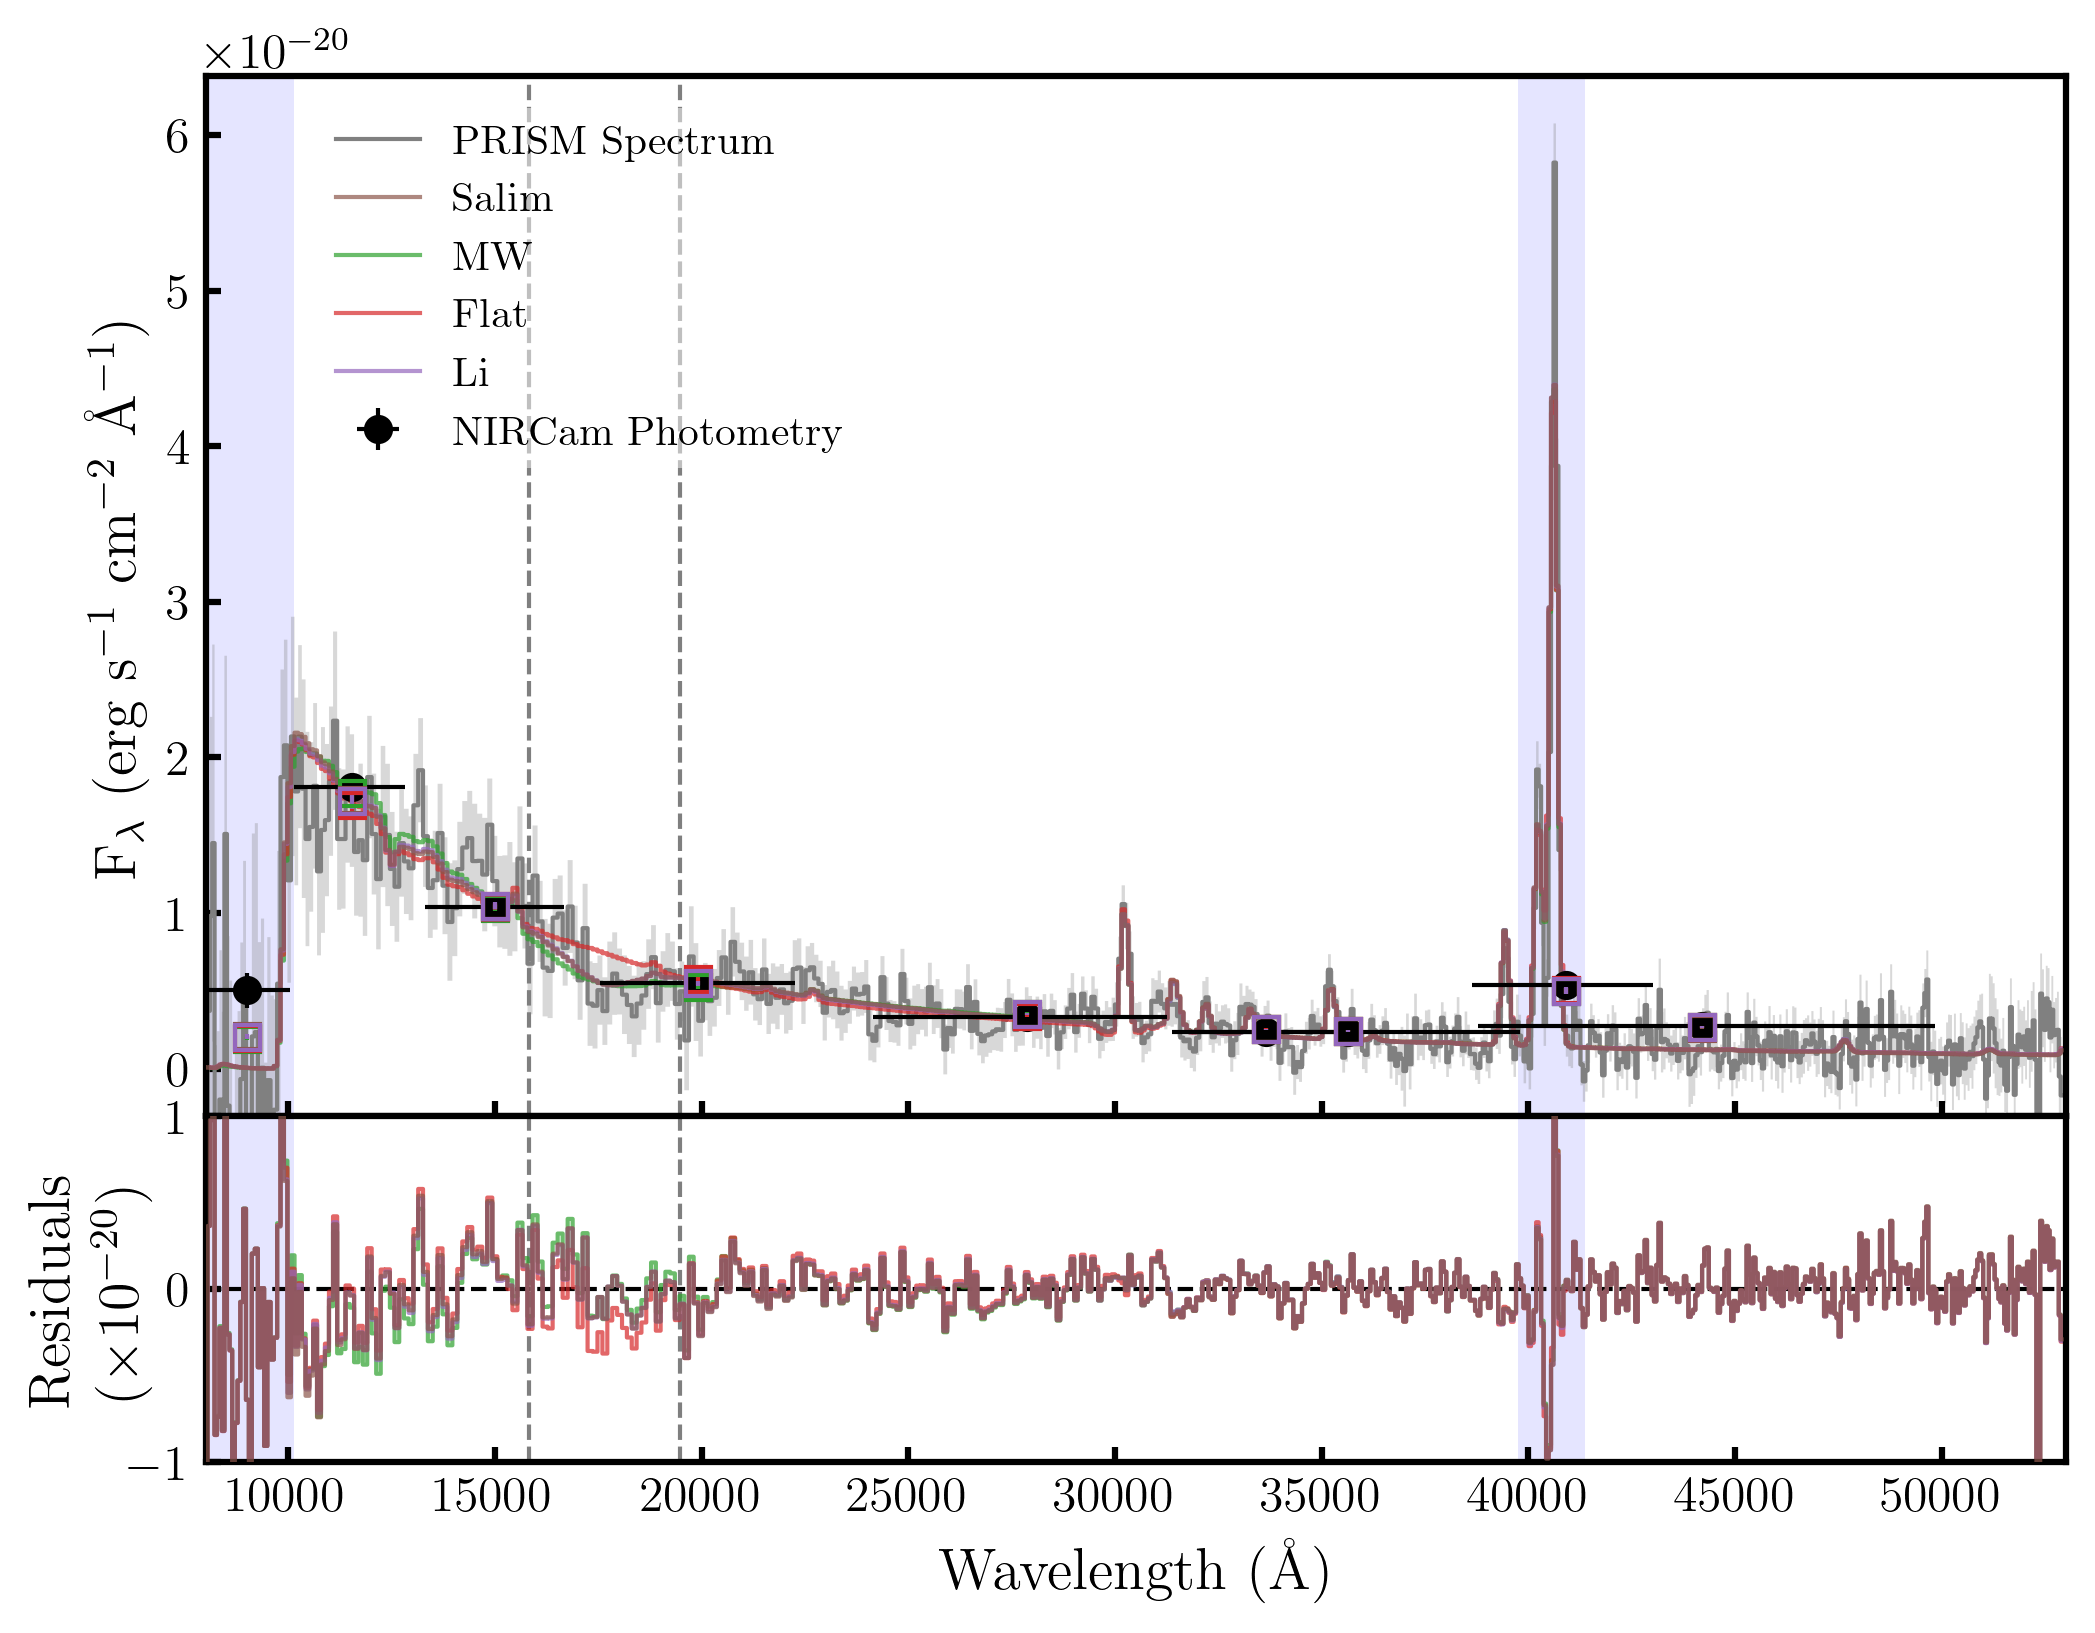 ×10⁻²⁰
PRISM Spectrum
Salim
MW
Flat
Li
NIRCam Photometry
6
5
4
3
2
1
0
F_λ (erg s⁻¹ cm⁻² Å⁻¹)
1
0
−1
Residuals
(×10⁻²⁰)
10000 15000 20000 25000 30000 35000 40000 45000 50000
Wavelength (Å)